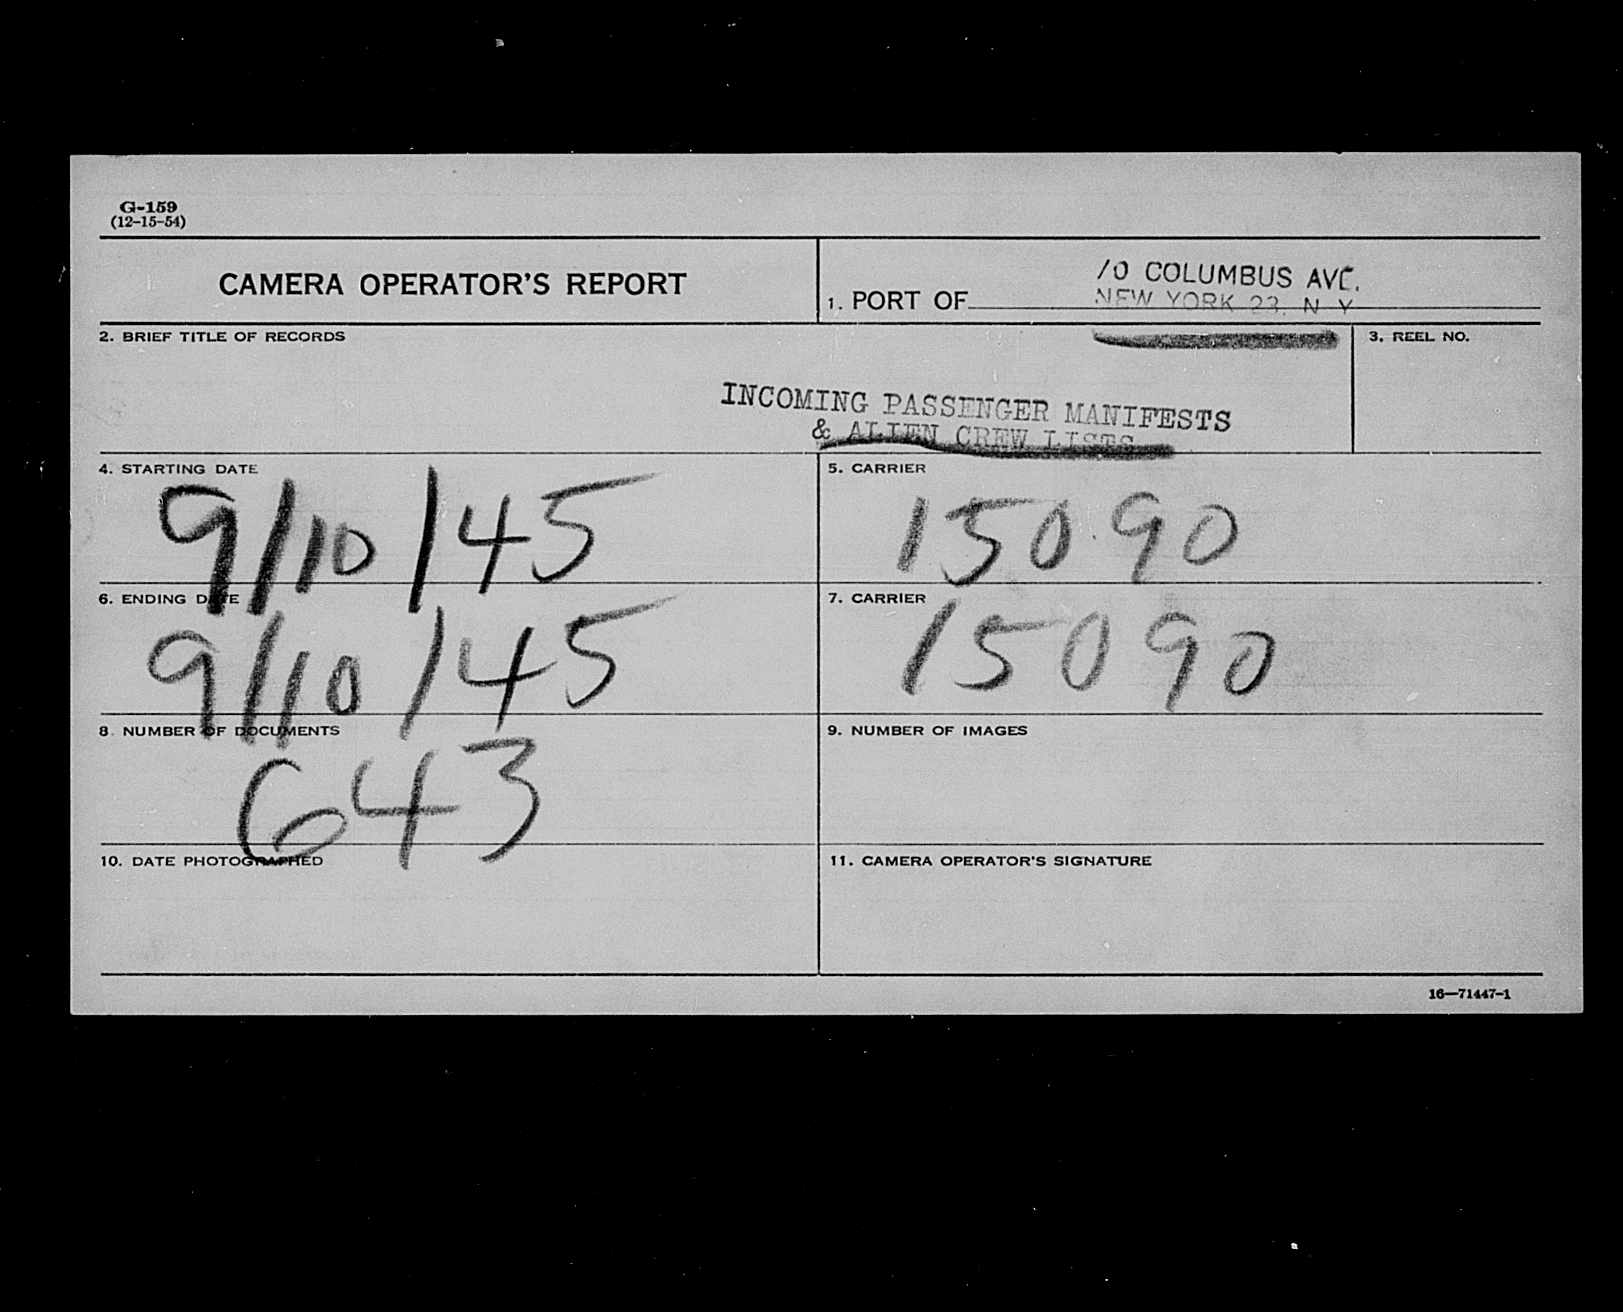 G-159
(12-15-54)
CAMERA OPERATOR'S REPORT
1. PORT OF
10 COLUMBUS AVE.
NEW YORK 23, N Y
2. BRIEF TITLE OF RECORDS
3. REEL NO.
INCOMING PASSENGER MANIFESTS
& ALIEN CREW LISTS
4. STARTING DATE
9/10/45
5. CARRIER
15090
6. ENDING DATE
9/10/45
7. CARRIER
15090
8. NUMBER OF DOCUMENTS
643
9. NUMBER OF IMAGES
10. DATE PHOTOGRAPHED
11. CAMERA OPERATOR'S SIGNATURE
16—71447-1